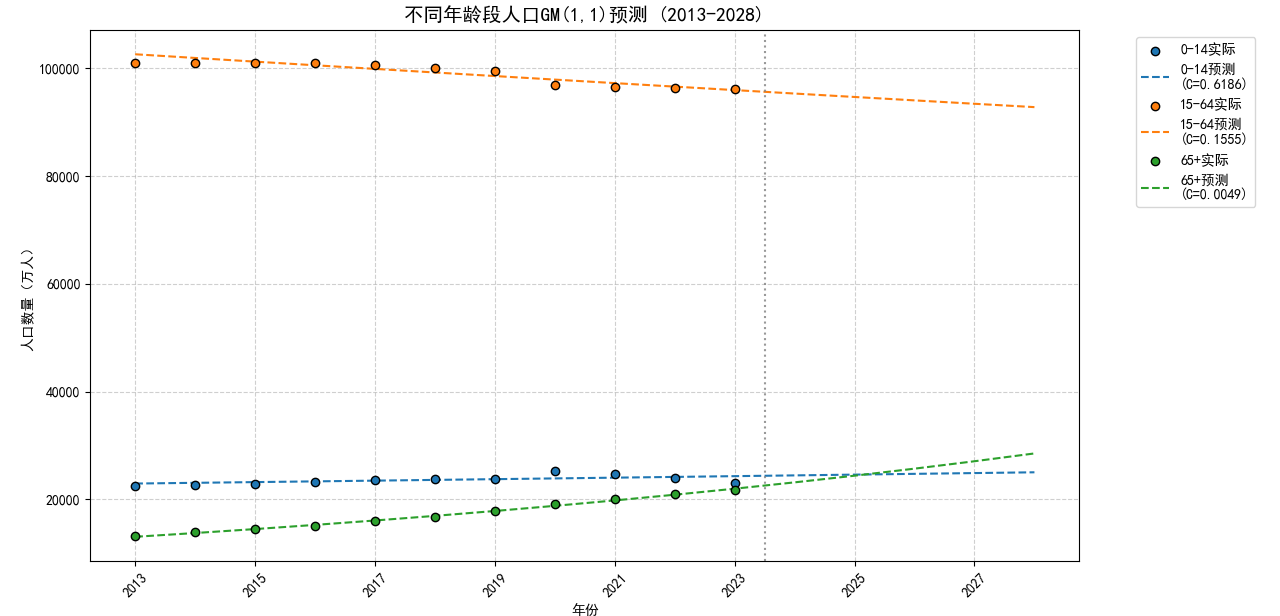 不同年龄段人口GM(1,1)预测 (2013-2028)
人口数量 (万人)
100000
80000
60000
40000
20000
2013
2015
2017
2019
2021
2023
2025
2027
年份
0-14实际
0-14预测
(C=0.6186)
15-64实际
15-64预测
(C=0.1555)
65+实际
65+预测
(C=0.0049)